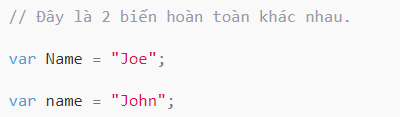 // Đây là 2 biến hoàn toàn khác nhau.
var Name = "Joe";
var name = "John";